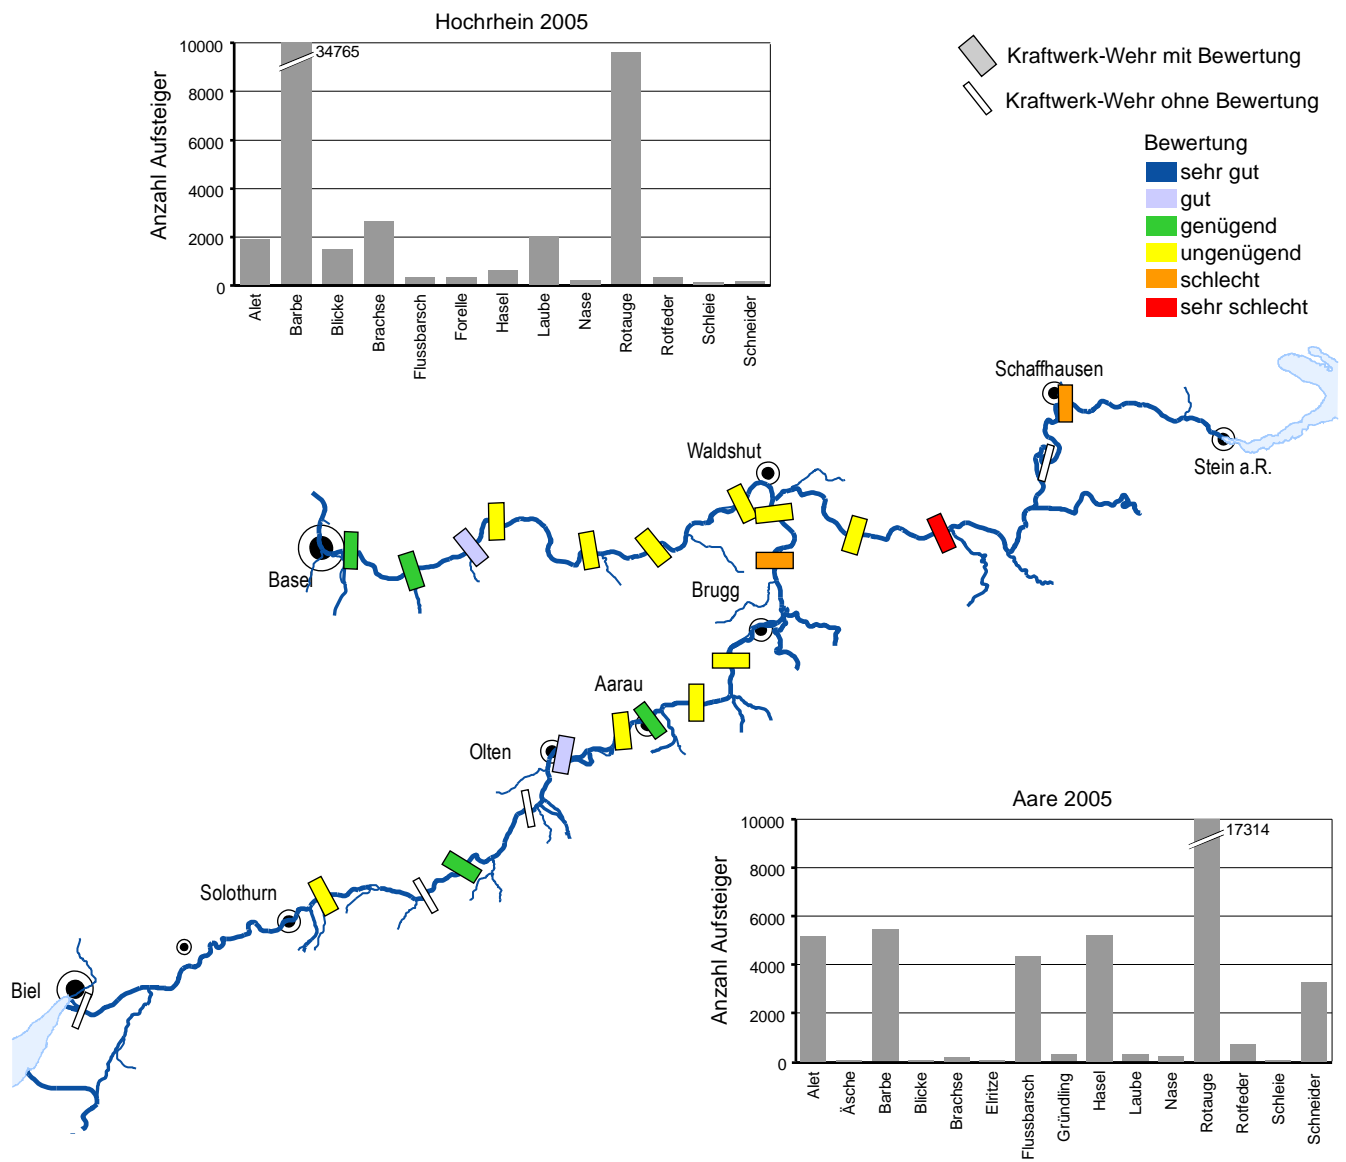 Hochrhein 2005
Anzahl Aufsteiger
10000
8000
6000
4000
2000
0
34765
Alet
Barbe
Blicke
Brachse
Flussbarsch
Forelle
Hasel
Laube
Nase
Rotauge
Rotfeder
Schleie
Schneider
Kraftwerk-Wehr mit Bewertung
Kraftwerk-Wehr ohne Bewertung
Bewertung
sehr gut
gut
genügend
ungenügend
schlecht
sehr schlecht
Schaffhausen
Stein a.R.
Waldshut
Basel
Brugg
Aarau
Olten
Solothurn
Biel
Aare 2005
Anzahl Aufsteiger
10000
8000
6000
4000
2000
0
17314
Alet
Äsche
Barbe
Blicke
Brachse
Elritze
Flussbarsch
Gründling
Hasel
Laube
Nase
Rotauge
Rotfeder
Schleie
Schneider